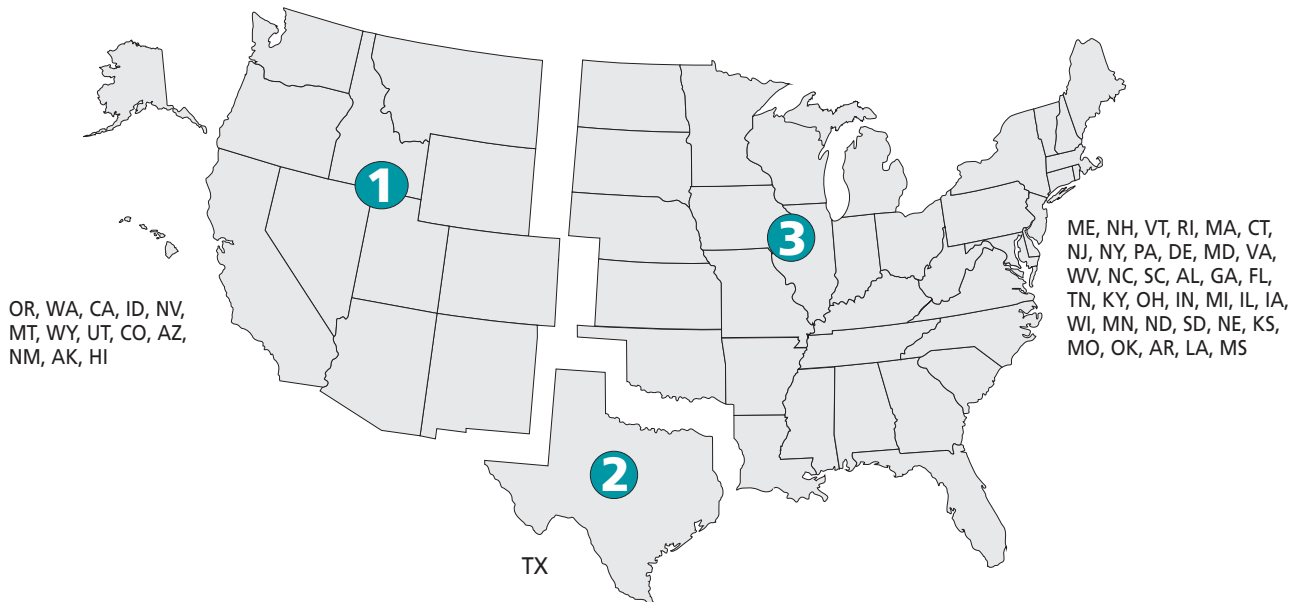 1
3
ME, NH, VT, RI, MA, CT,
NJ, NY, PA, DE, MD, VA,
WV, NC, SC, AL, GA, FL,
TN, KY, OH, IN, MI, IL, IA,
WI, MN, ND, SD, NE, KS,
MO, OK, AR, LA, MS
OR, WA, CA, ID, NV,
MT, WY, UT, CO, AZ,
NM, AK, HI
2
TX